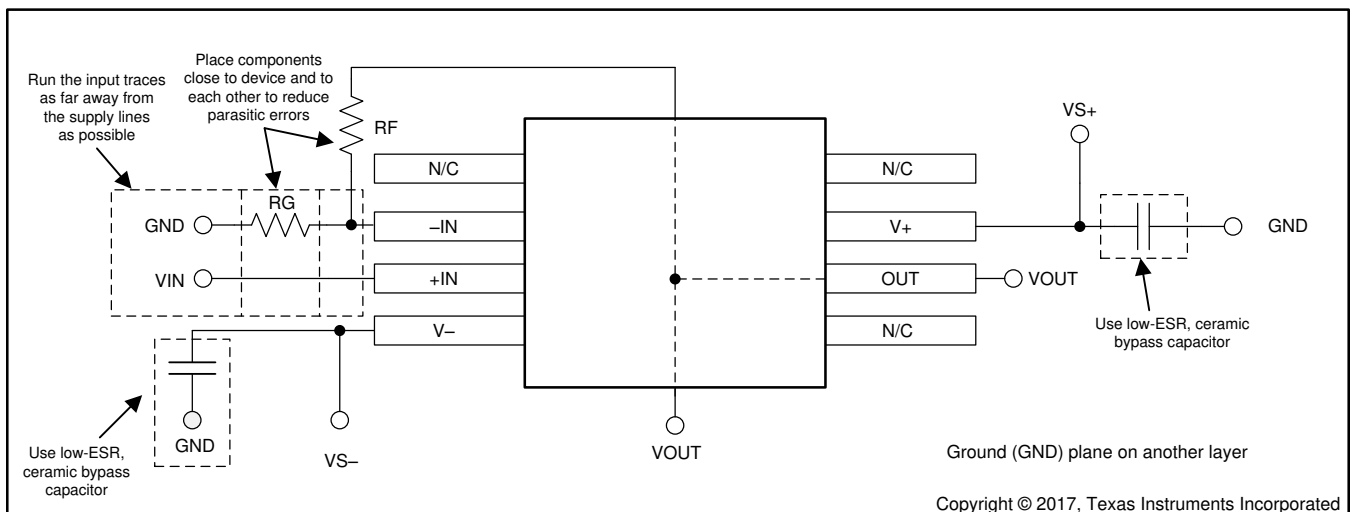 Place components
close to device and to
each other to reduce
parasitic errors
Run the input traces
as far away from
the supply lines
as possible
RF
VS+
N/C
N/C
RG
GND
–IN
V+
GND
VIN
+IN
OUT
VOUT
V–
N/C
Use low-ESR, ceramic
bypass capacitor
GND
Use low-ESR,
ceramic bypass
capacitor
VS–
VOUT
Ground (GND) plane on another layer
Copyright © 2017, Texas Instruments Incorporated